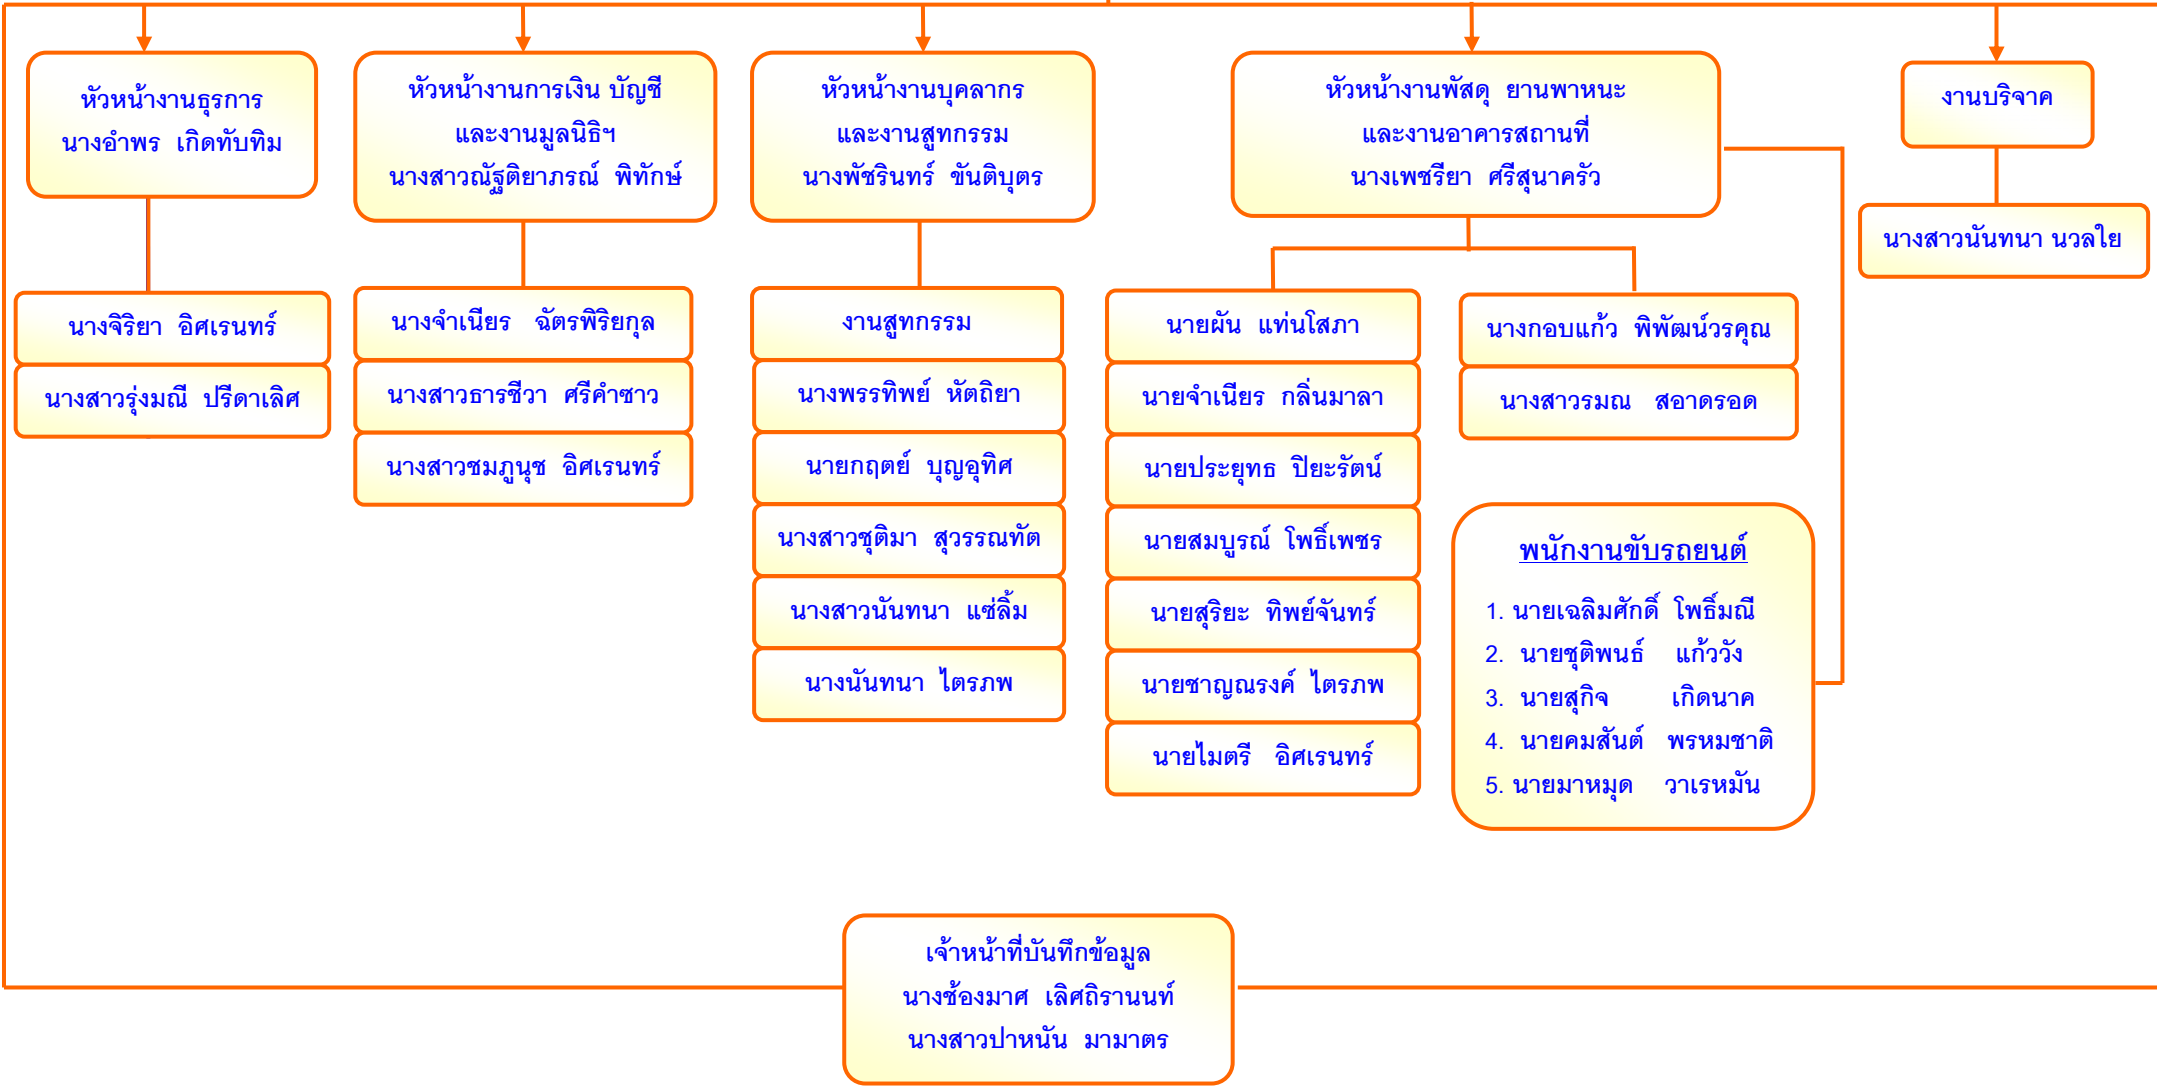 หัวหน้างานธุรการ
นางอำพร เกิดทับทิม
นางจิริยา อิศเรนทร์
นางสาวรุ่งมณี ปรีดาเลิศ
หัวหน้างานการเงิน บัญชี
และงานมูลนิธิฯ
นางสาวณัฐติยาภรณ์ พิทักษ์
นางจำเนียร ฉัตรพิริยกุล
นางสาวธารชีวา ศรีคำซาว
นางสาวชมภูนุช อิศเรนทร์
หัวหน้างานบุคลากร
และงานสูทกรรม
นางพัชรินทร์ ขันติบุตร
งานสูทกรรม
นางพรรทิพย์ หัตถิยา
นายกฤตย์ บุญอุทิศ
นางสาวชุติมา สุวรรณทัต
นางสาวนันทนา แซ่ลิ้ม
นางนันทนา ไตรภพ
หัวหน้างานพัสดุ ยานพาหนะ
และงานอาคารสถานที่
นางเพชรียา ศรีสุนาครัว
นายผัน แท่นโสภา
นายจำเนียร กลิ่นมาลา
นายประยุทธ ปิยะรัตน์
นายสมบูรณ์ โพธิ์เพชร
นายสุริยะ ทิพย์จันทร์
นายชาญณรงค์ ไตรภพ
นายไมตรี อิศเรนทร์
นางกอบแก้ว พิพัฒน์วรคุณ
นางสาวรมณ สอาดรอด
พนักงานขับรถยนต์
1. นายเฉลิมศักดิ์ โพธิ์มณี
2. นายชุติพนธ์ แก้ววัง
3. นายสุกิจ เกิดนาค
4. นายคมสันต์ พรหมชาติ
5. นายมาหมุด วาเรหมัน
งานบริจาค
นางสาวนันทนา นวลใย
เจ้าหน้าที่บันทึกข้อมูล
นางช้องมาศ เลิศถิรานนท์
นางสาวปาหนัน มามาตร